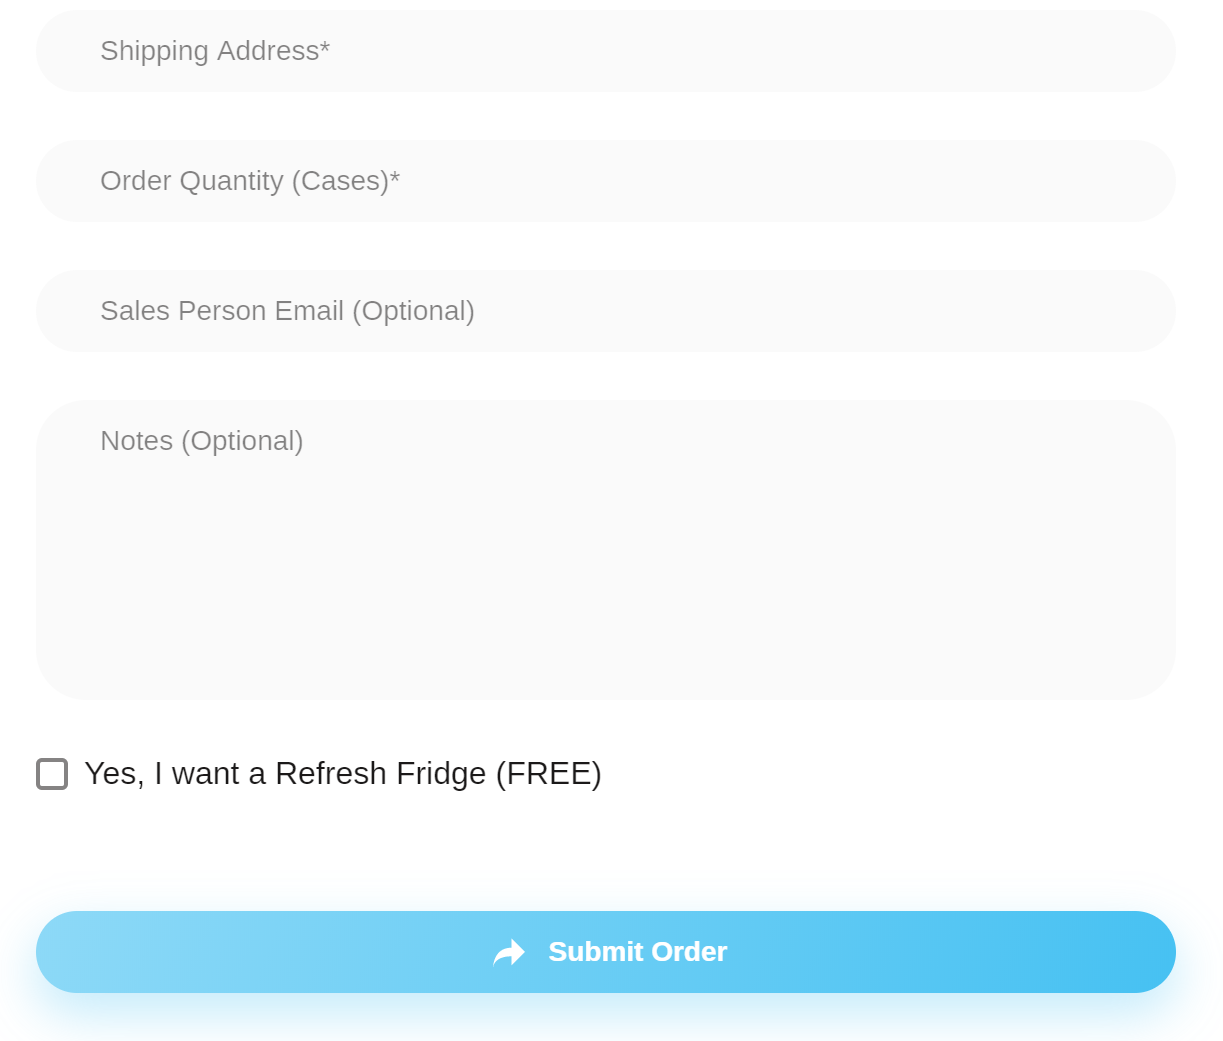 Shipping Address*
Order Quantity (Cases)*
Sales Person Email (Optional)
Notes (Optional)
Yes, I want a Refresh Fridge (FREE)
Submit Order